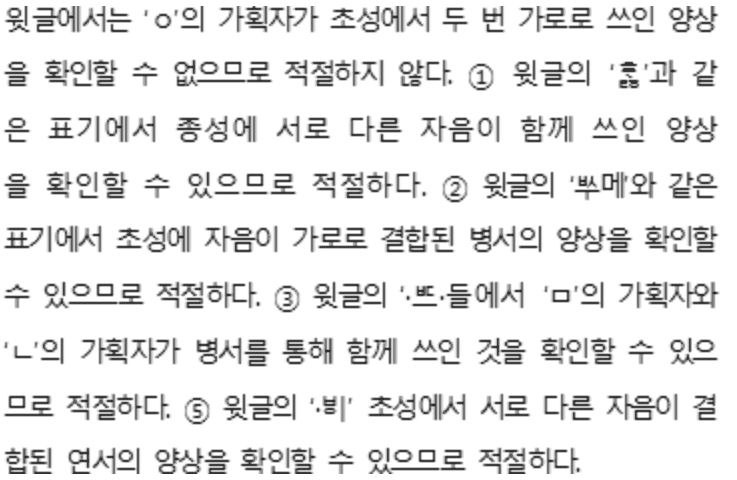 윗글에서는 ‘ㅇ’의 가획자가 초성에서 두 번 가로로 쓰인 양상
을 확인할 수 없으므로 적절하지 않다. ① 윗글의 ‘’과 같
은 표기에서 종성에 서로 다른 자음이 함께 쓰인 양상
을 확인할 수 있으므로 적절하다. ② 윗글의 ‘ᄡᅮ메’와 같은
표기에서 초성에 자음이 가로로 결합된 병서의 양상을 확인할
수 있으므로 적절하다. ③ 윗글의 ‘·ᄠᅳ·들에서 ‘ㅁ’의 가획자와
‘ㄴ’의 가획자가 병서를 통해 함께 쓰인 것을 확인할 수 있으
므로 적절하다. ⑤ 윗글의 ‘·ᄫᅵ’ 초성에서 서로 다른 자음이 결
합된 연서의 양상을 확인할 수 있으므로 적절하다.